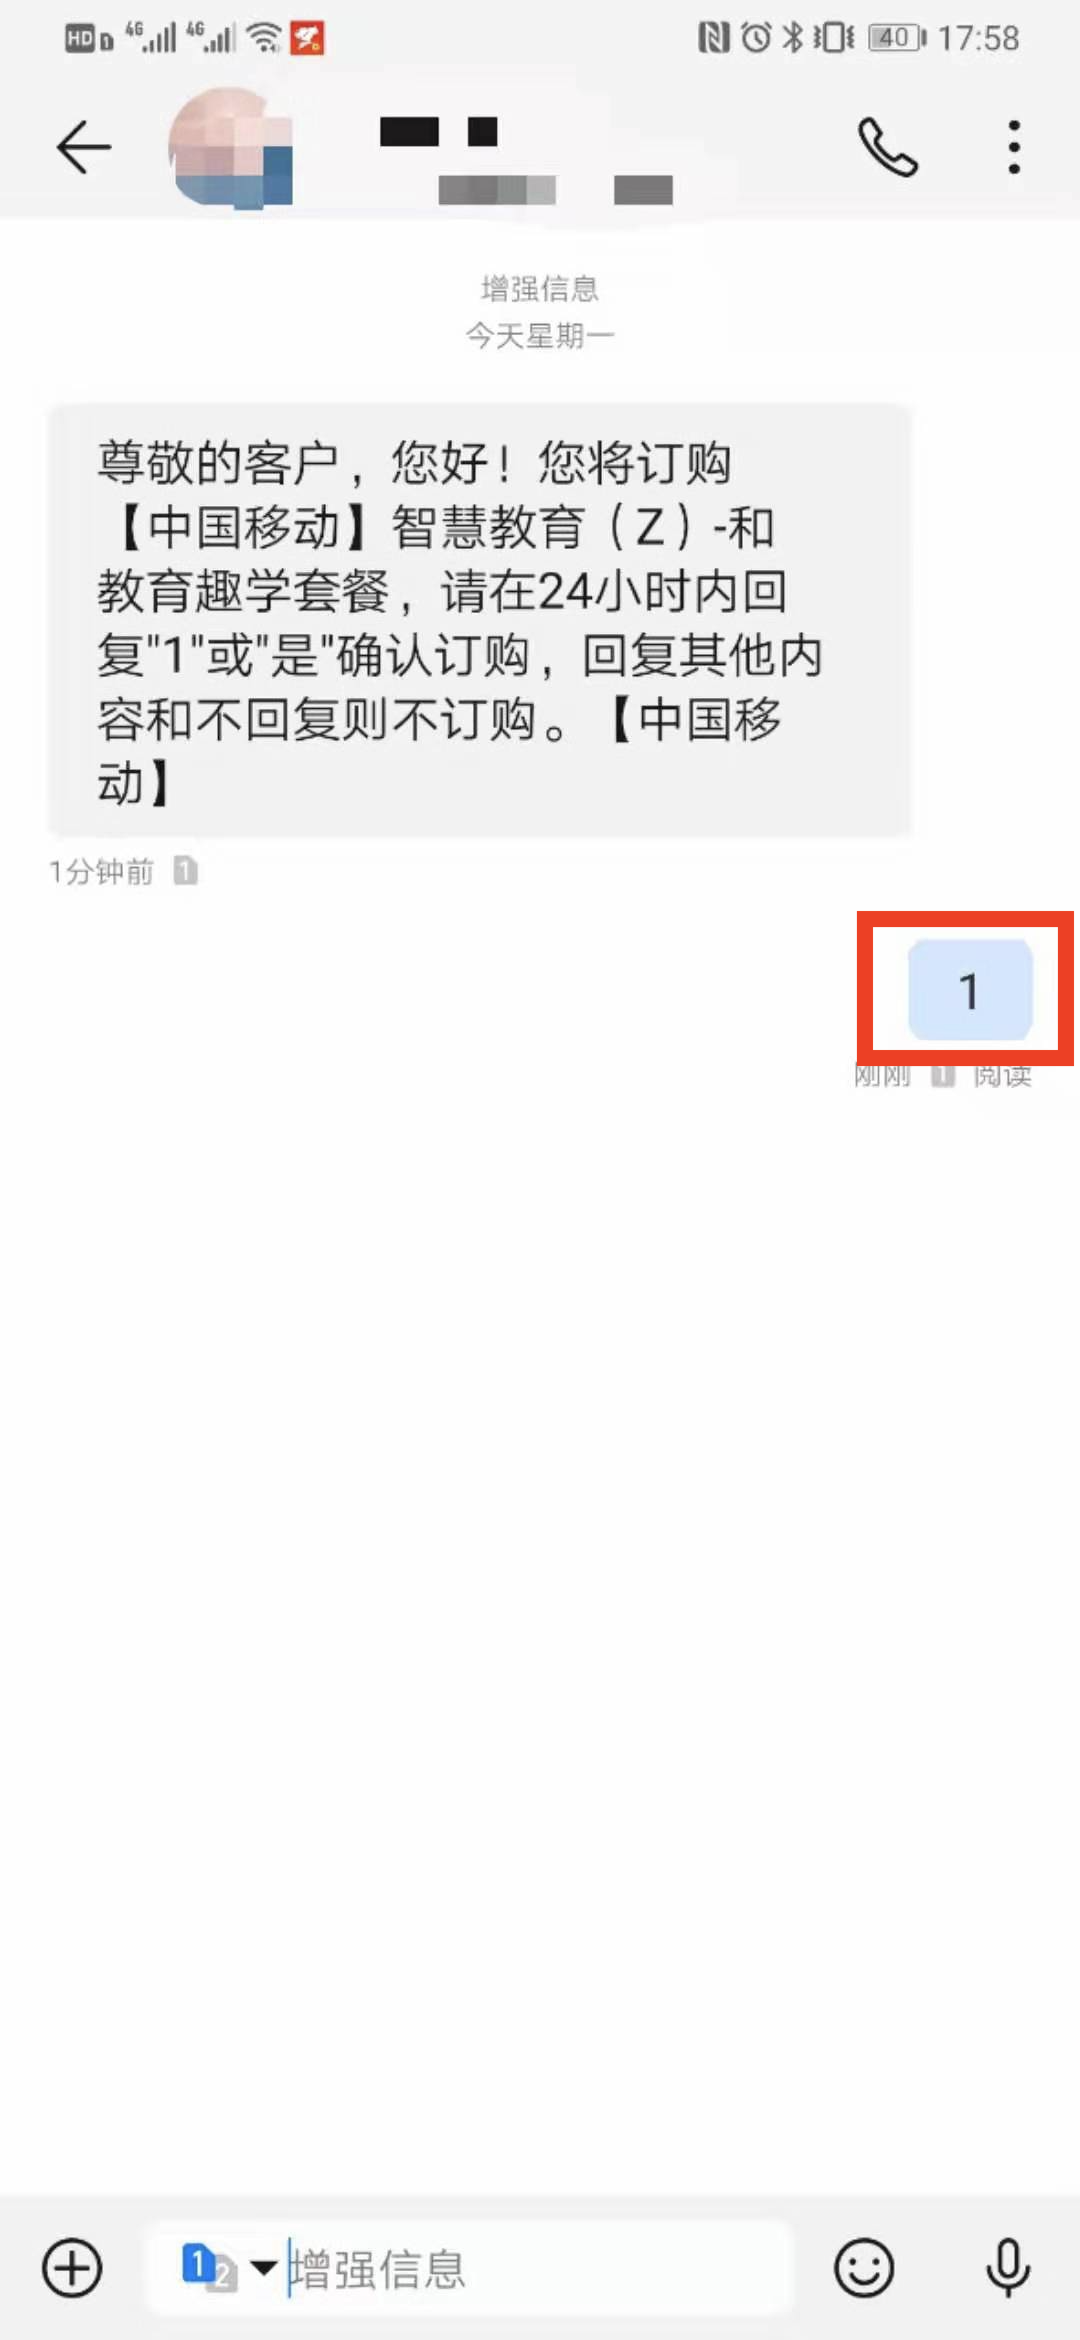 HD 4G 4G 40 17:58
增强信息
今天星期一
尊敬的客户，您好！您将订购
【中国移动】智慧教育（Z）-和
教育趣学套餐，请在24小时内回
复"1"或"是"确认订购，回复其他内
容和不回复则不订购。【中国移
动】
1分钟前 1
1
刚刚 1 阅读
1 2 增强信息